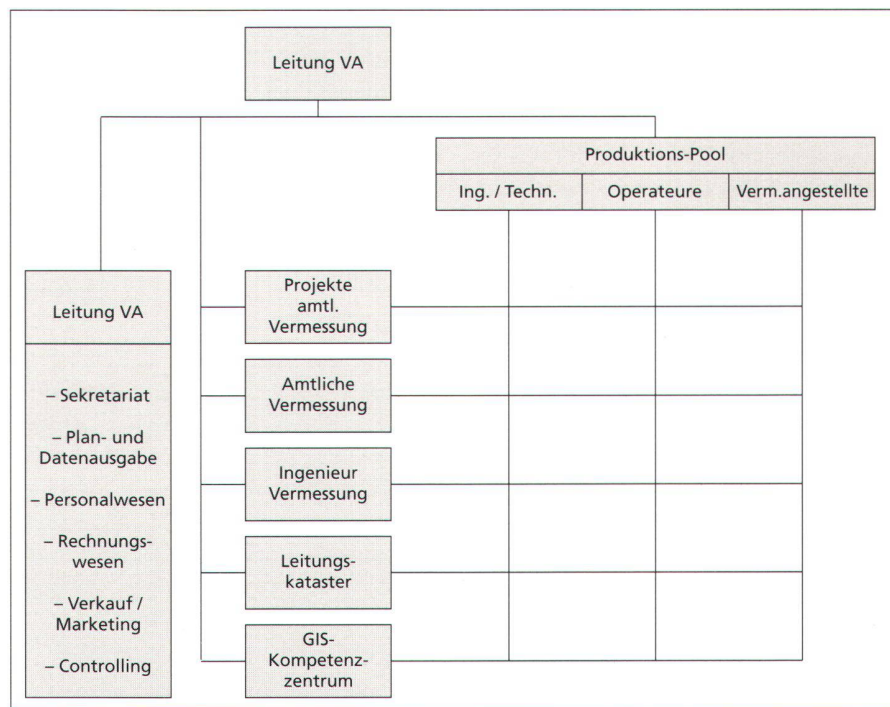 Leitung VA
Produktions-Pool
Ing. / Techn.
Operateure
Verm.angestellte
Leitung VA
– Sekretariat
– Plan- und
Datenausgabe
– Personalwesen
– Rechnungs-
wesen
– Verkauf /
Marketing
– Controlling
Projekte
amtl.
Vermessung
Amtliche
Vermessung
Ingenieur
Vermessung
Leitungs-
kataster
GIS-
Kompetenz-
zentrum